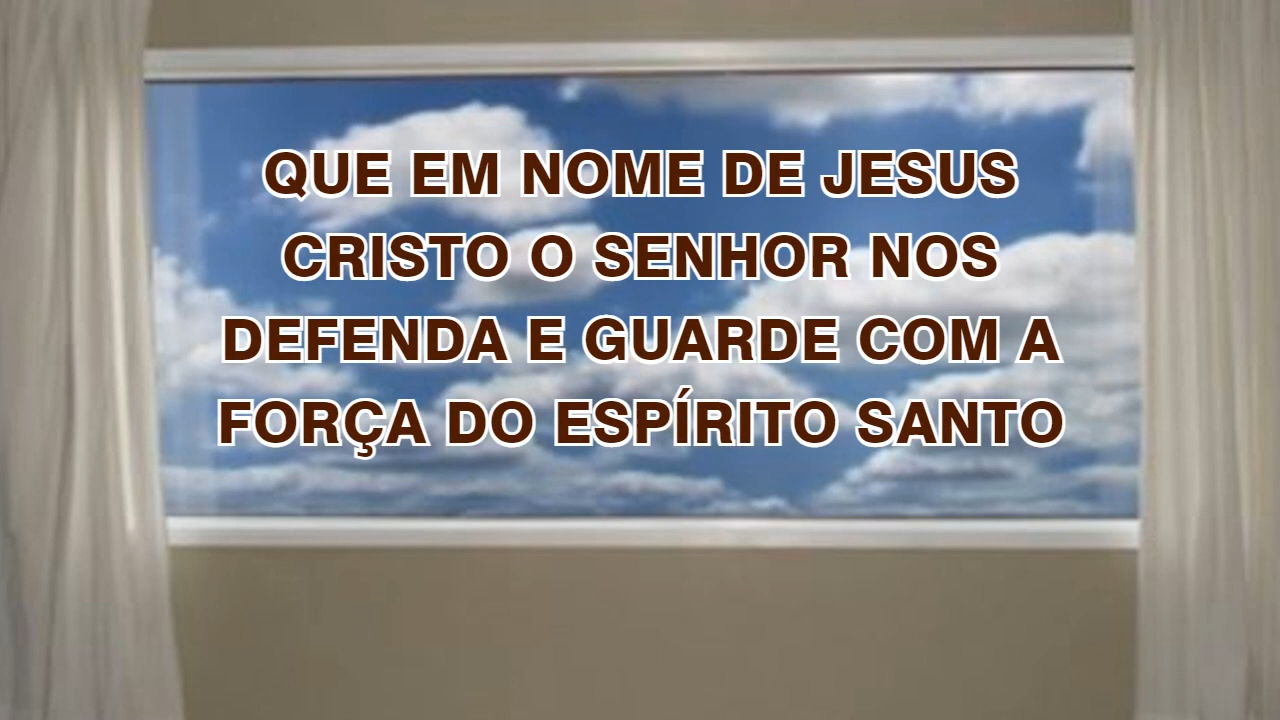 QUE EM NOME DE JESUS
CRISTO O SENHOR NOS
DEFENDA E GUARDE COM A
FORÇA DO ESPÍRITO SANTO